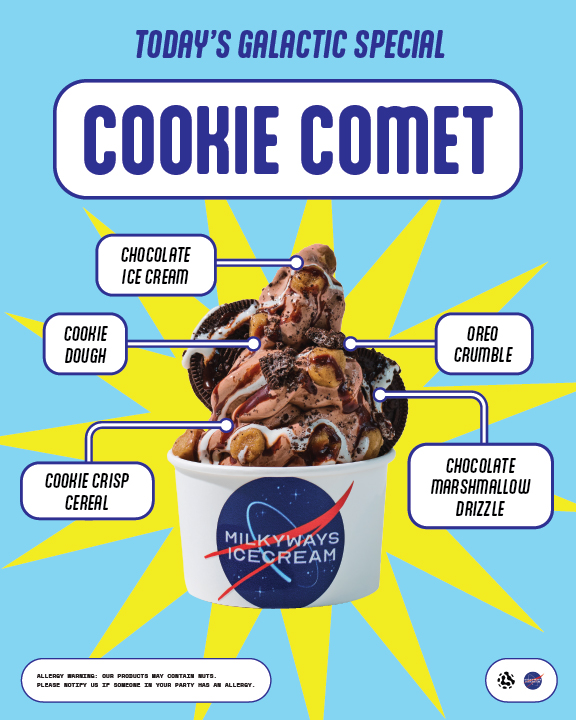 TODAY'S GALACTIC SPECIAL
COOKIE COMET
CHOCOLATE
ICE CREAM
COOKIE
DOUGH
OREO
CRUMBLE
COOKIE CRISP
CEREAL
CHOCOLATE
MARSHMALLOW
DRIZZLE
MILKYWAYS
ICECREAM
ALLERGY WARNING: OUR PRODUCTS MAY CONTAIN NUTS.
PLEASE NOTIFY US IF SOMEONE IN YOUR PARTY HAS AN ALLERGY.